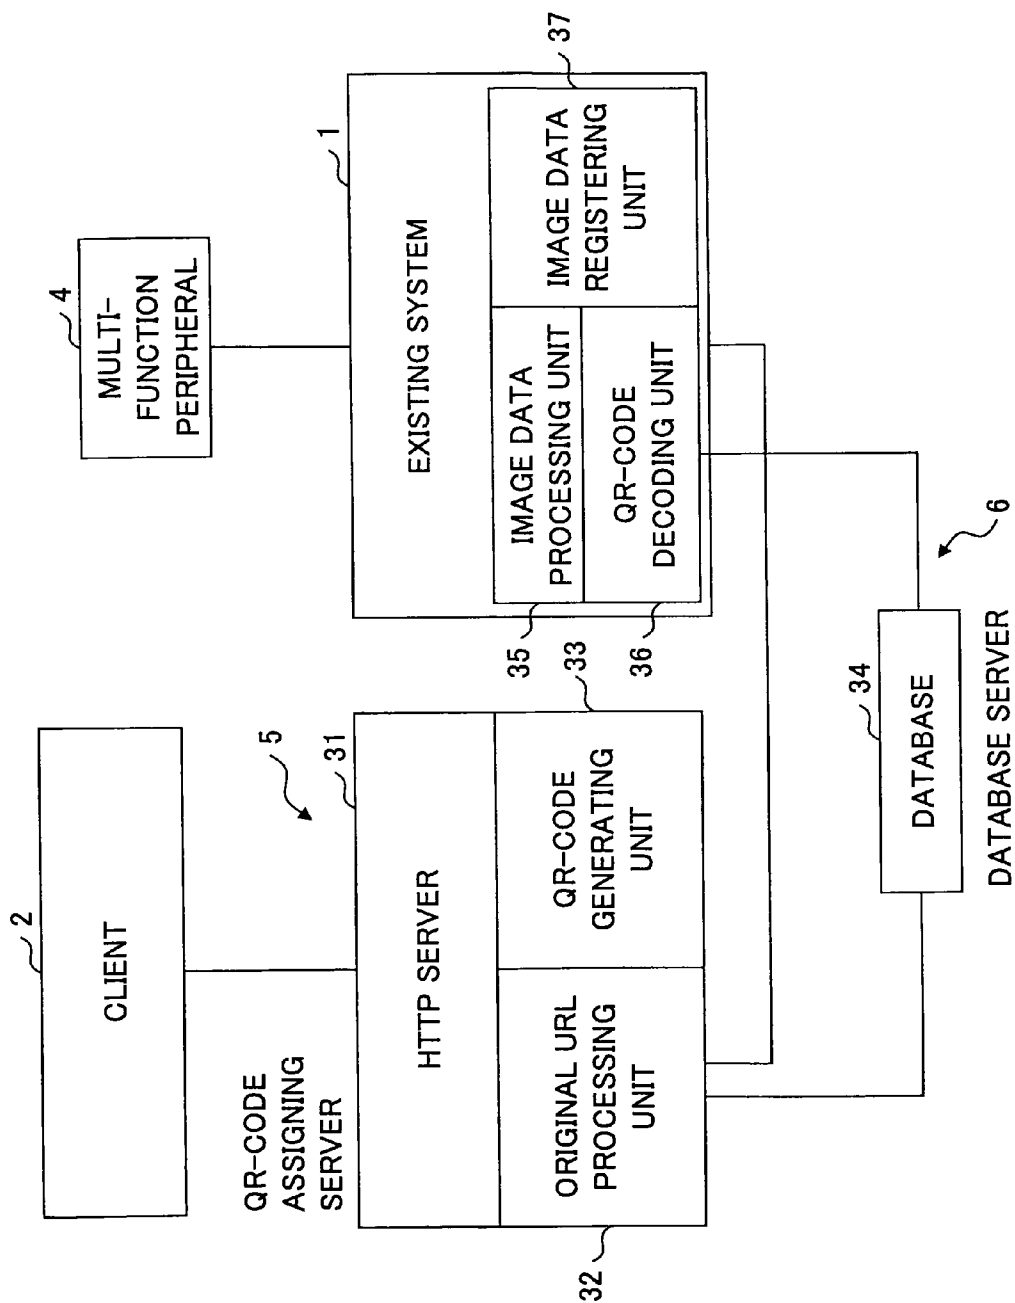 2
CLIENT
QR-CODE
ASSIGNING
SERVER
5
31
HTTP SERVER
ORIGINAL URL
PROCESSING
UNIT
32
QR-CODE
GENERATING
UNIT
33
4
MULTI-
FUNCTION
PERIPHERAL
1
EXISTING SYSTEM
IMAGE DATA
PROCESSING UNIT
35
QR-CODE
DECODING UNIT
36
IMAGE DATA
REGISTERING
UNIT
37
34
DATABASE
DATABASE SERVER
6